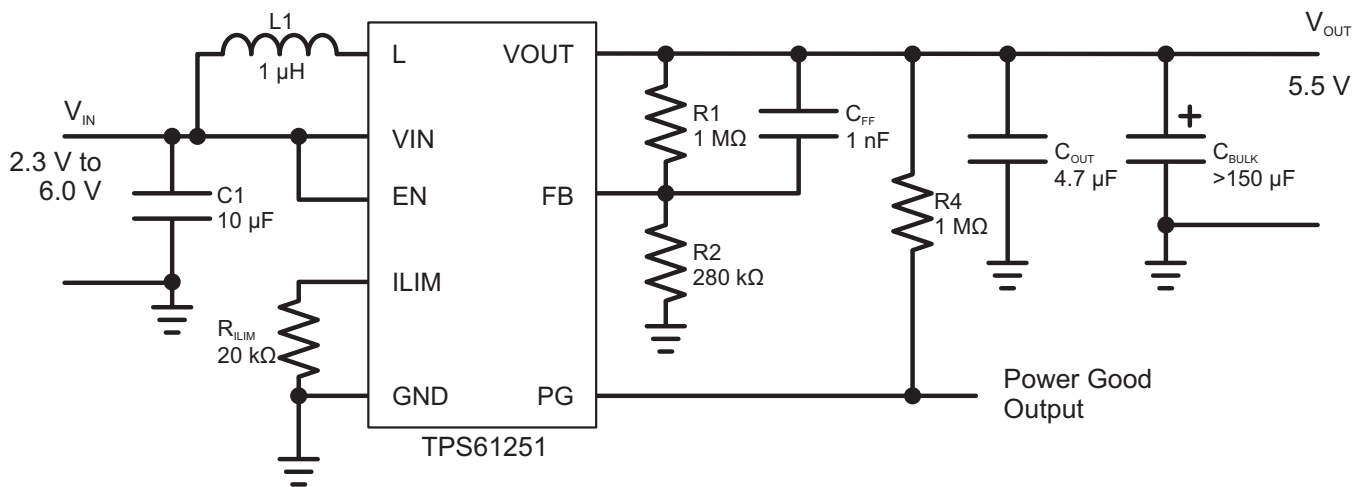 L1
1 µH
L
VOUT
V_OUT
5.5 V
V_IN
2.3 V to
6.0 V
VIN
R1
1 MΩ
C_FF
1 nF
C1
10 µF
EN
FB
C_OUT
4.7 µF
+
C_BULK
>150 µF
R4
1 MΩ
R2
280 kΩ
ILIM
R_ILIM
20 kΩ
GND
PG
Power Good
Output
TPS61251